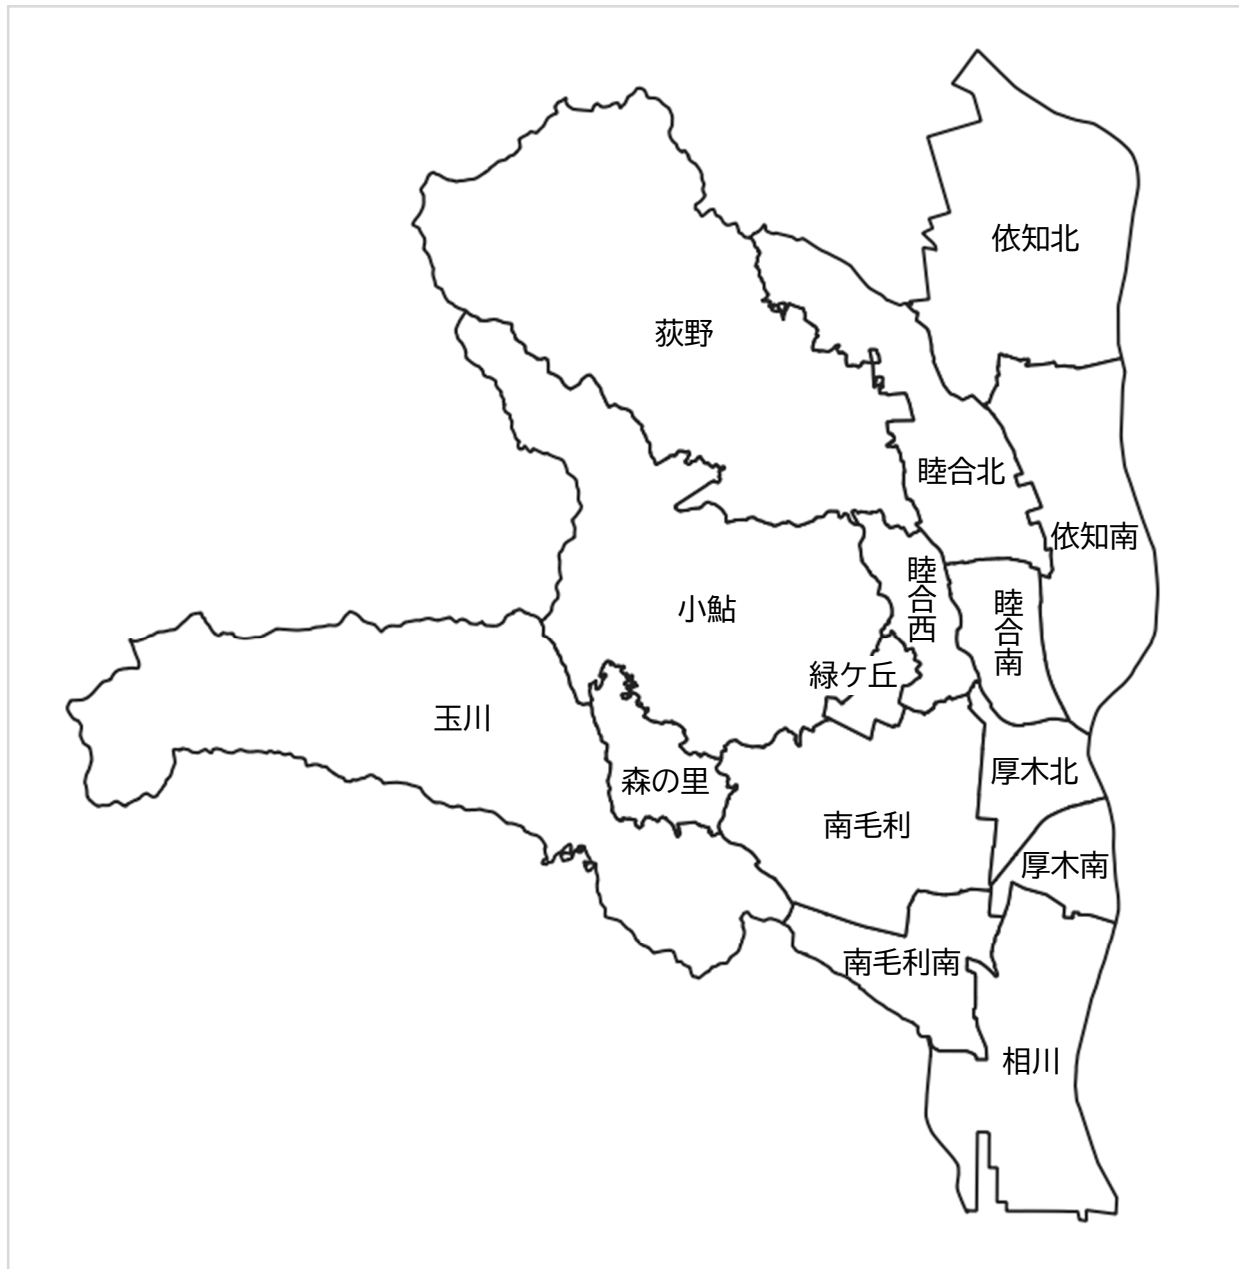 依知北
荻野
睦合北
依知南
睦合西
小鮎
睦合南
緑ケ丘
玉川
厚木北
森の里
南毛利
厚木南
南毛利南
相川